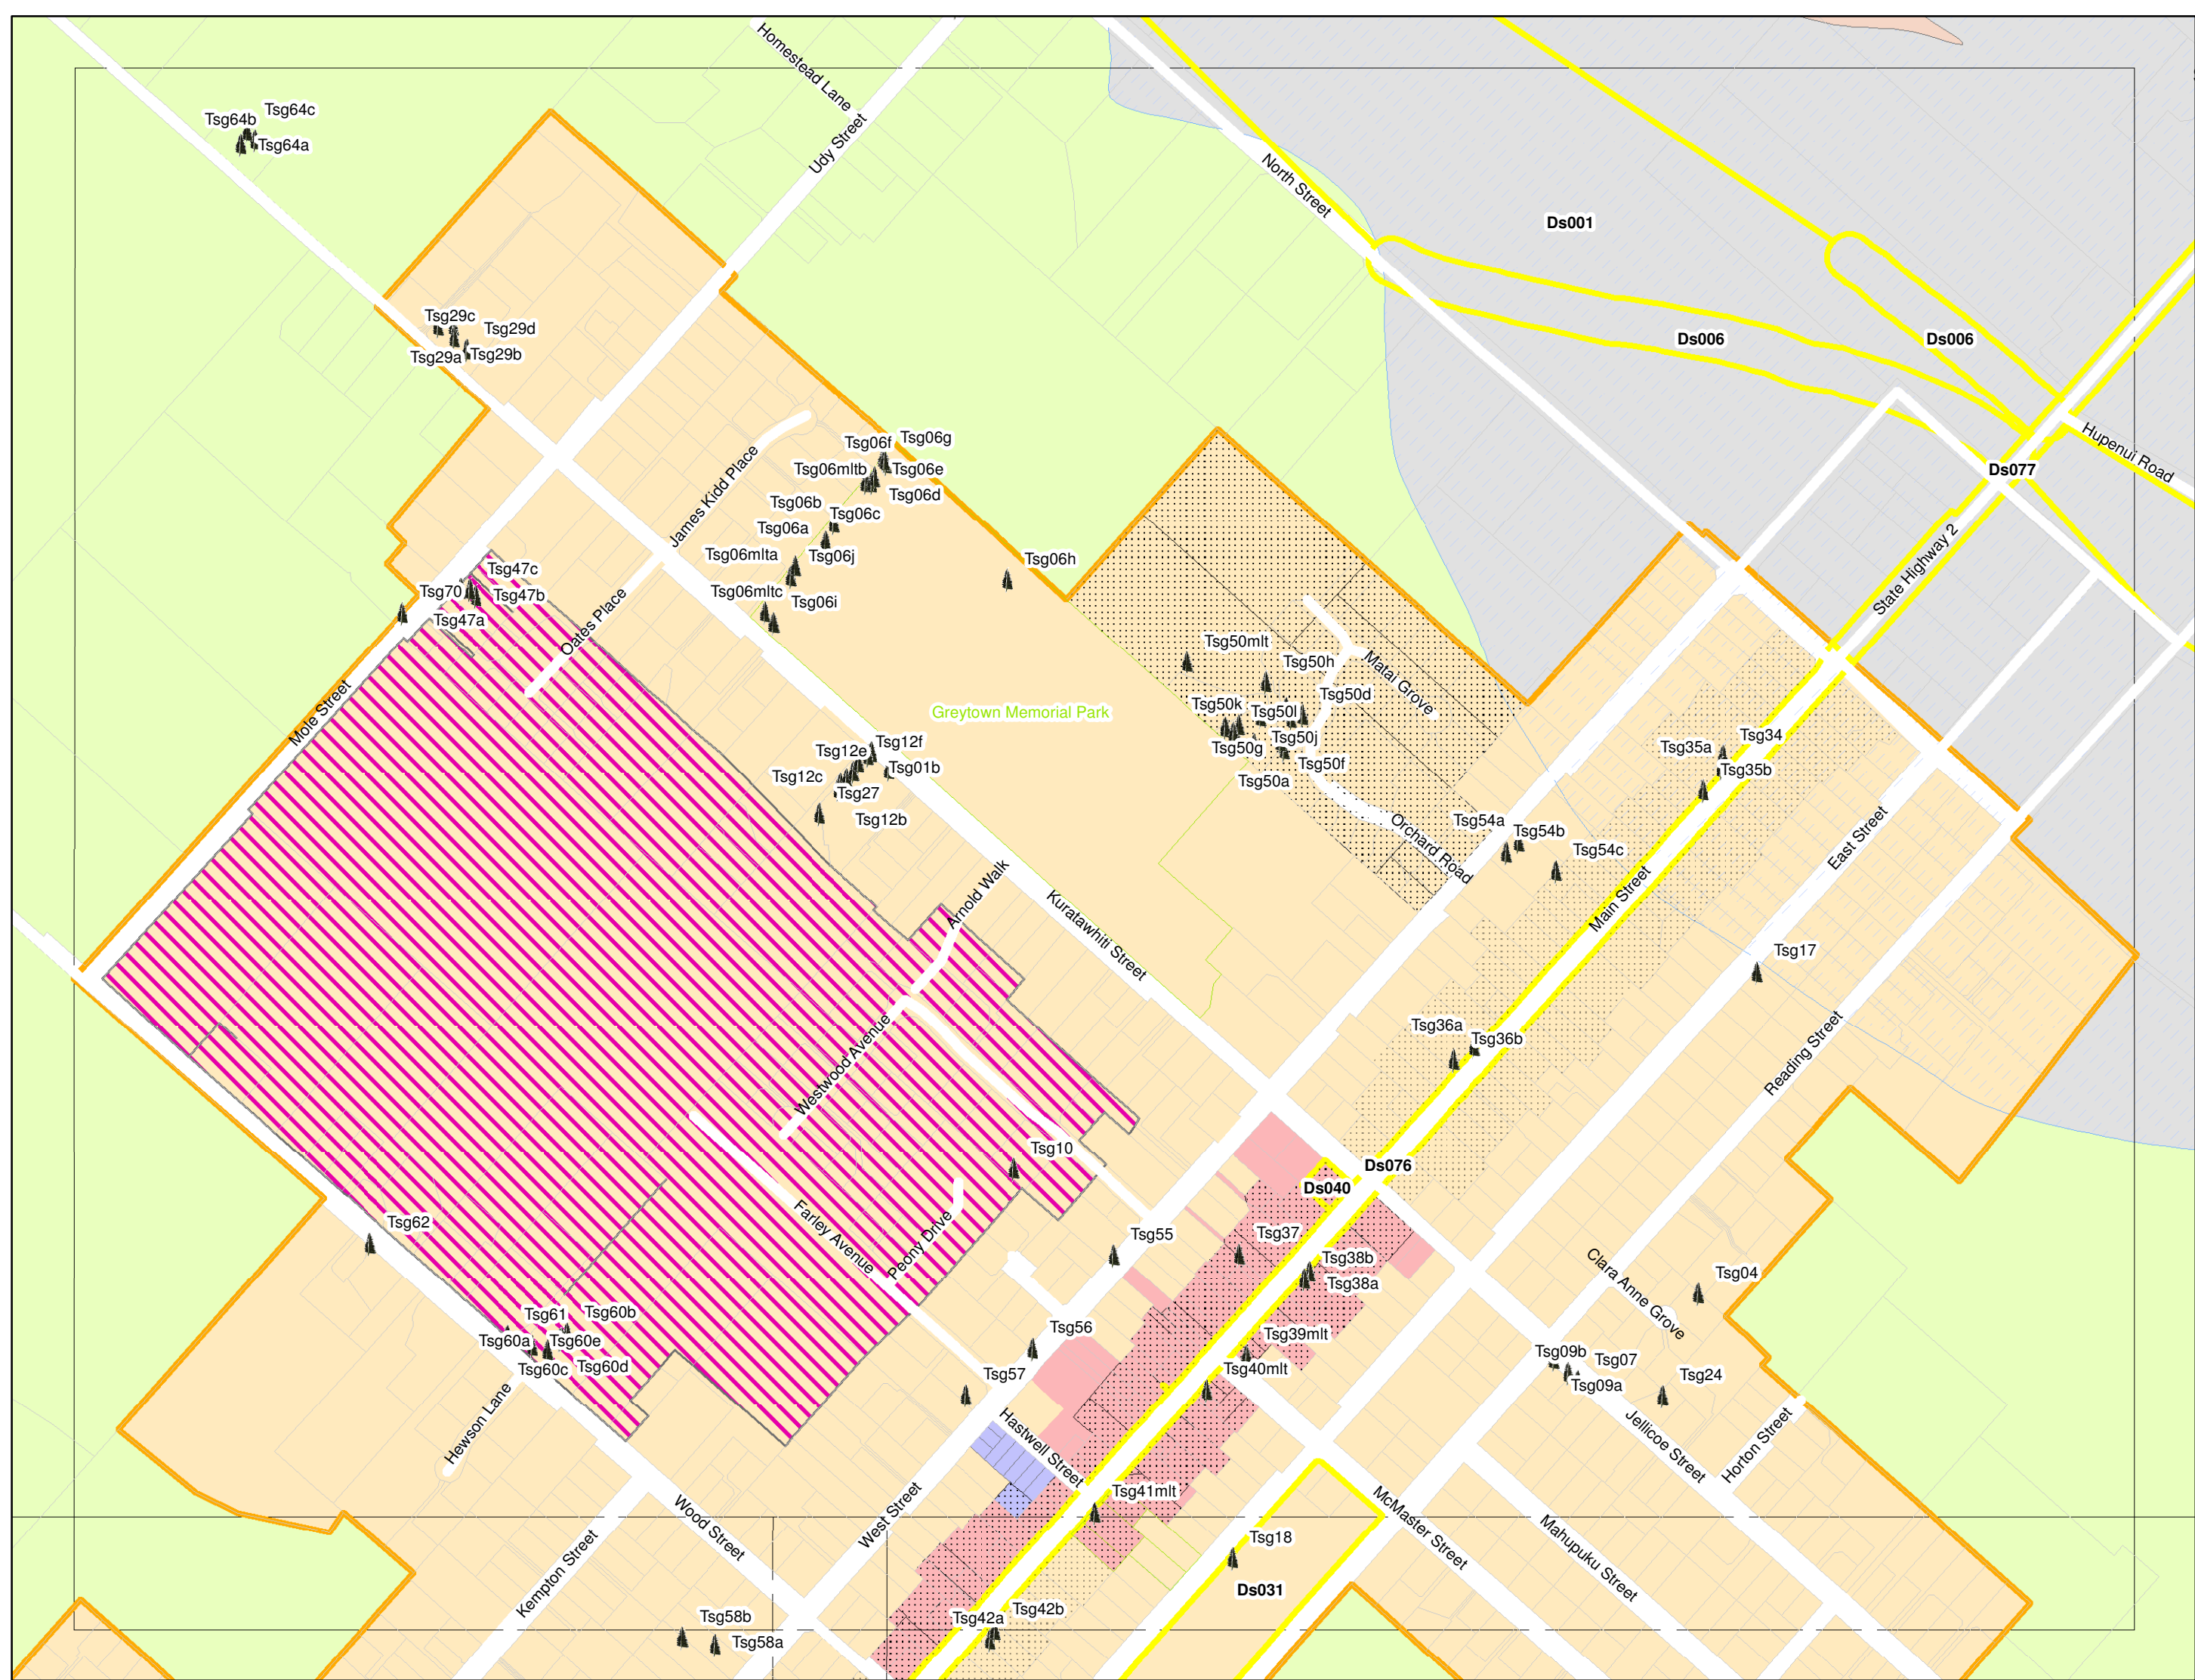 Homestead Lane
Tsg64c
Tsg64b
Tsg64a
Udy Street
North Street
Ds001
Tsg29c
Tsg29d
Tsg29a
Tsg29b
Ds006
Ds006
Hupenui Road
Ds077
Tsg06f
Tsg06g
Tsg06mltb
Tsg06e
Tsg06d
James Kidd Place
Tsg06b
Tsg06c
Tsg06a
Tsg06mlta
Tsg06j
Tsg06h
State Highway 2
Tsg47c
Tsg70
Tsg47b
Tsg06mltc
Tsg06i
Tsg47a
Oates Place
Tsg50mlt
Tsg50h
Matai Grove
Tsg50d
Tsg50k
Tsg50l
Greytown Memorial Park
Mole Street
Tsg50j
Tsg50g
Tsg50f
Tsg50a
Tsg12f
Tsg12e
Tsg01b
Tsg12c
Tsg27
Tsg12b
Tsg34
Tsg35a
Tsg35b
Orchard Road
Tsg54a
Tsg54b
Tsg54c
East Street
Main Street
Arnold Walk
Kuratawhiti Street
Tsg17
Tsg36a
Tsg36b
Reading Street
Westwood Avenue
Tsg10
Ds076
Ds040
Tsg62
Farley Avenue
Peony Drive
Tsg55
Tsg37
Tsg38b
Tsg38a
Clara Anne Grove
Tsg04
Tsg61
Tsg60b
Tsg60a
Tsg60e
Tsg60c
Tsg60d
Tsg56
Tsg39mlt
Tsg40mlt
Tsg09b
Tsg07
Tsg09a
Tsg24
Tsg57
Hewson Lane
Hastwell Street
Jellicoe Street
Horton Street
Tsg41mlt
Wood Street
West Street
McMaster Street
Mahupuku Street
Tsg18
Kempton Street
Ds031
Tsg58b
Tsg58a
Tsg42a
Tsg42b